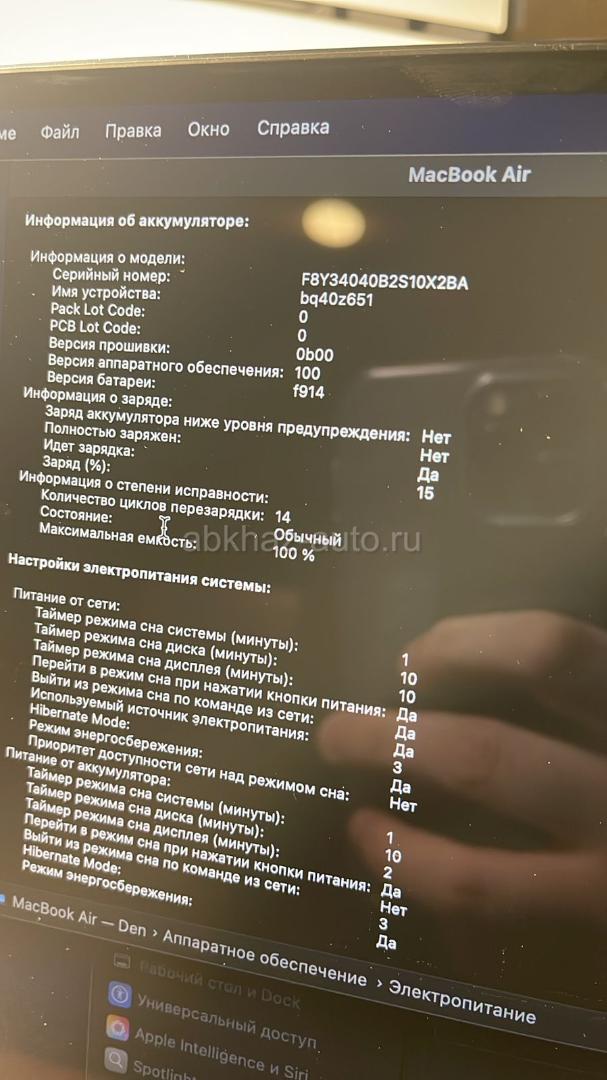 ме Файл Правка Окно Справка
MacBook Air
Информация об аккумуляторе:
Информация о модели:
Серийный номер: F8Y34040B2S10X2BA
Имя устройства: bq40z651
Pack Lot Code: 0
PCB Lot Code: 0
Версия прошивки: 0b00
Версия аппаратного обеспечения: 100
Версия батареи: f914
Информация о заряде:
Заряд аккумулятора ниже уровня предупреждения: Нет
Полностью заряжен: Нет
Идет зарядка: Да
Заряд (%): 15
Информация о степени исправности:
Количество циклов перезарядки: 14
Состояние: Обычный
Максимальная емкость: 100 %
abkhaz-auto.ru
Настройки электропитания системы:
Питание от сети:
Таймер режима сна системы (минуты): 1
Таймер режима сна диска (минуты): 10
Таймер режима сна дисплея (минуты): 10
Перейти в режим сна при нажатии кнопки питания: Да
Выйти из режима сна по команде из сети: Да
Используемый источник электропитания: Да
Hibernate Mode: 3
Режим энергосбережения: Да
Приоритет доступности сети над режимом сна: Нет
Питание от аккумулятора:
Таймер режима сна системы (минуты): 1
Таймер режима сна диска (минуты): 10
Таймер режима сна дисплея (минуты): 2
Перейти в режим сна при нажатии кнопки питания: Да
Выйти из режима сна по команде из сети: Нет
Hibernate Mode: 3
Режим энергосбережения: Да
MacBook Air — Den › Аппаратное обеспечение › Электропитание
Рабочий стол и Dock
Универсальный доступ
Apple Intelligence и Siri
Spotlight